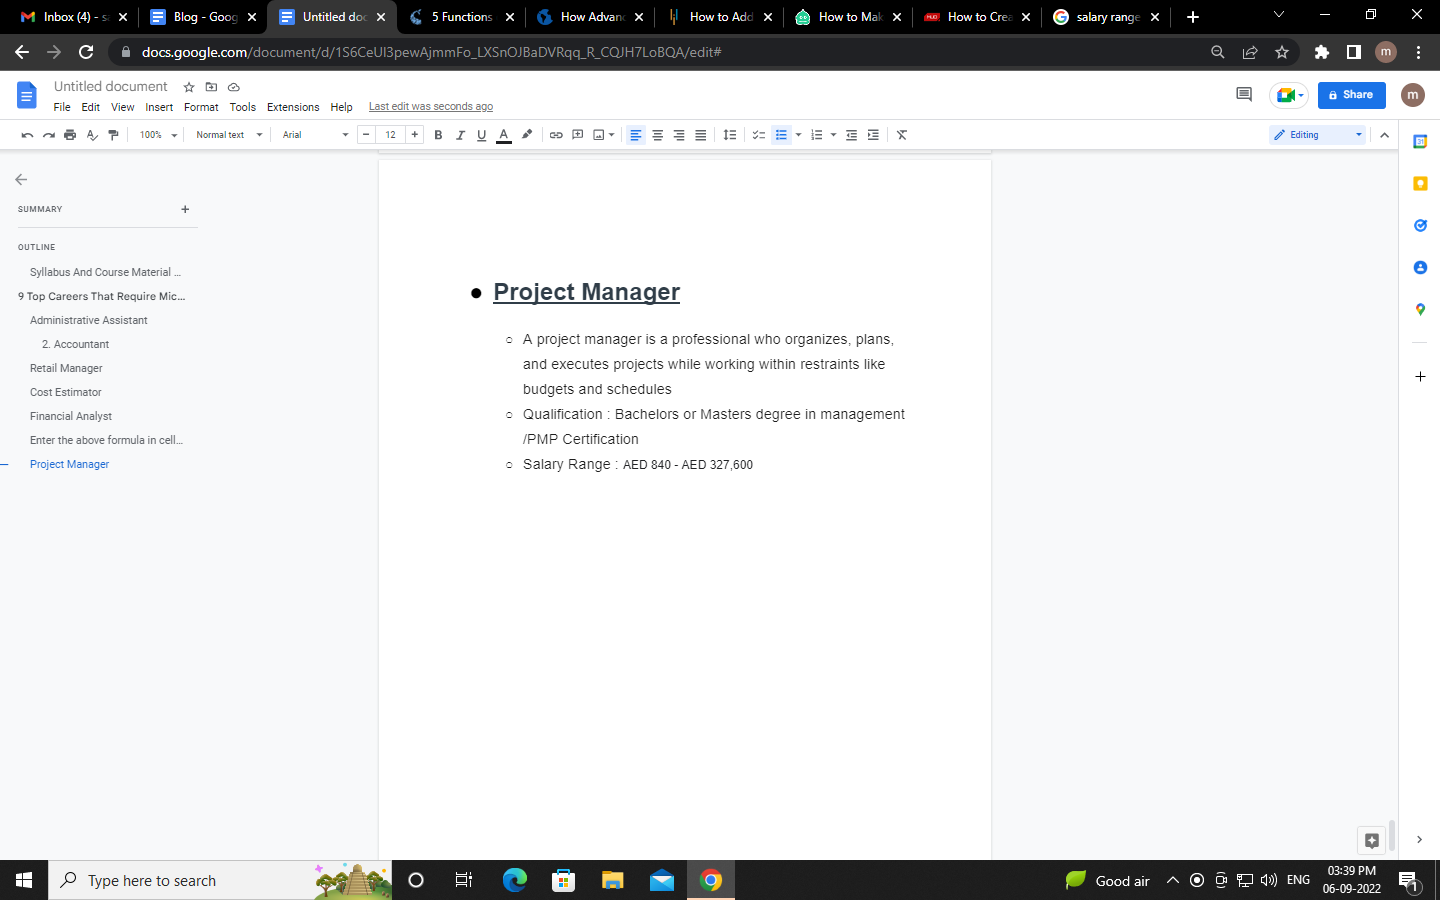 Inbox (4) - sa
Blog - Goog
Untitled doc
5 Functions
How Advanc
How to Add
How to Mak
How to Crea
salary range
docs.google.com/document/d/1S6CeUI3pewAjmmFo_LXSnOJBaDVRqq_R_CQJH7LoBQA/edit#
m
Untitled document
File Edit View Insert Format Tools Extensions Help Last edit was seconds ago
Share
m
100% Normal text Arial 12 Editing
SUMMARY
OUTLINE
Syllabus And Course Material ...
9 Top Careers That Require Mic...
Administrative Assistant
2. Accountant
Retail Manager
Cost Estimator
Financial Analyst
Enter the above formula in cell...
Project Manager
● Project Manager
○ A project manager is a professional who organizes, plans,
and executes projects while working within restraints like
budgets and schedules
○ Qualification : Bachelors or Masters degree in management
/PMP Certification
○ Salary Range : AED 840 - AED 327,600
Type here to search
Good air
ENG
03:39 PM
06-09-2022
1